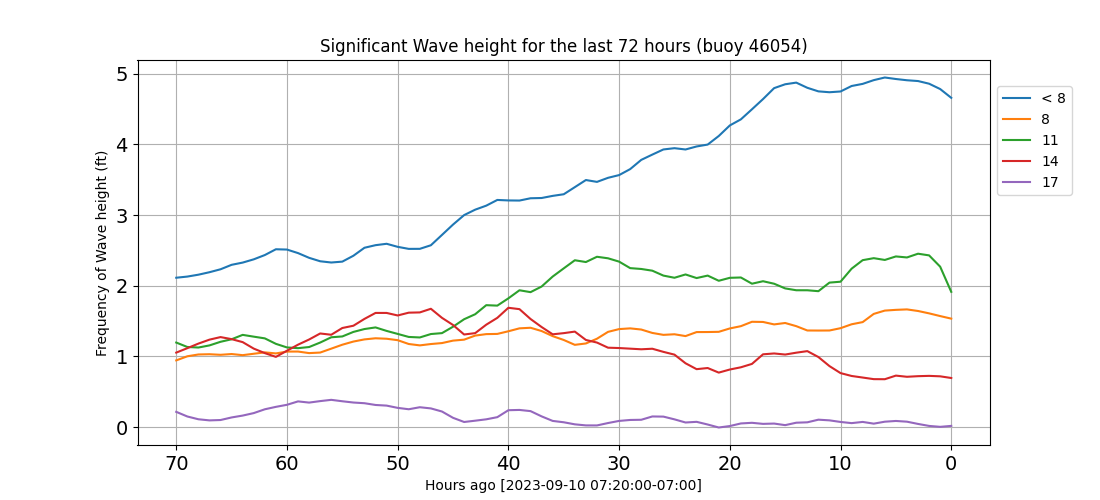 Significant Wave height for the last 72 hours (buoy 46054)
Frequency of Wave height (ft)
5
4
3
2
1
0
70 60 50 40 30 20 10 0
Hours ago [2023-09-10 07:20:00-07:00]
< 8
8
11
14
17